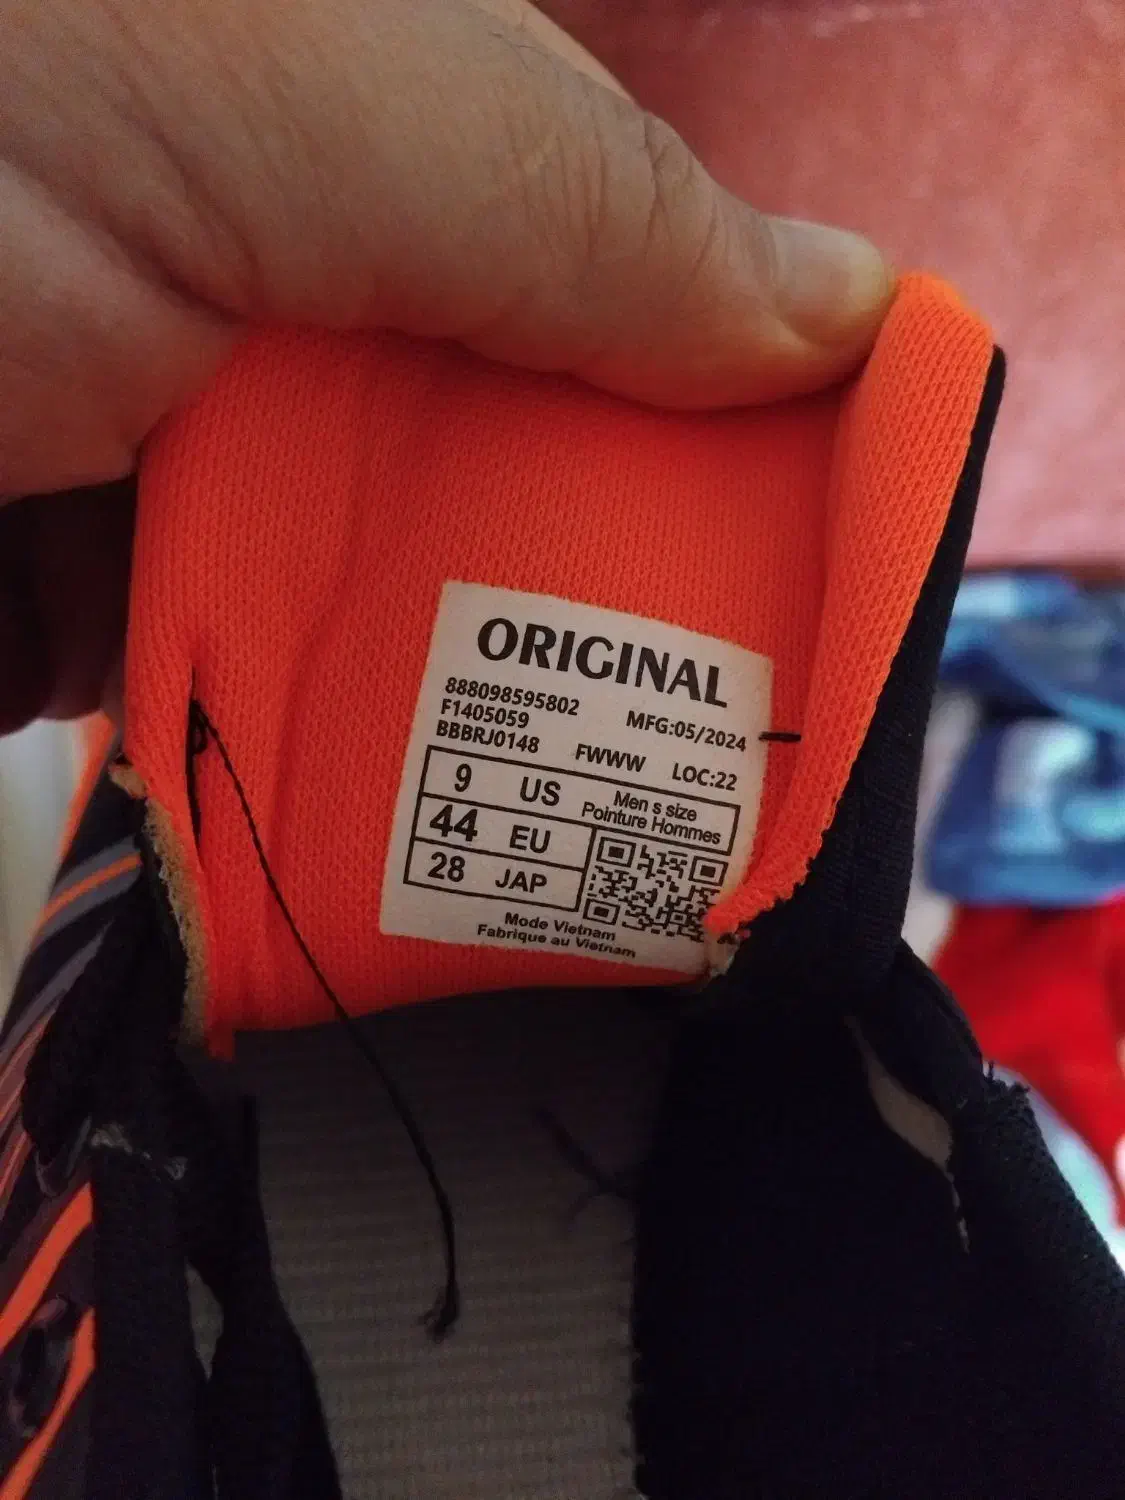 ORIGINAL
888098595802
F1405059 MFG:05/2024
BBBRJ0148 FWWW LOC:22
9 US Men s size
Pointure Hommes
44 EU
28 JAP
Mode Vietnam
Fabrique au Vietnam